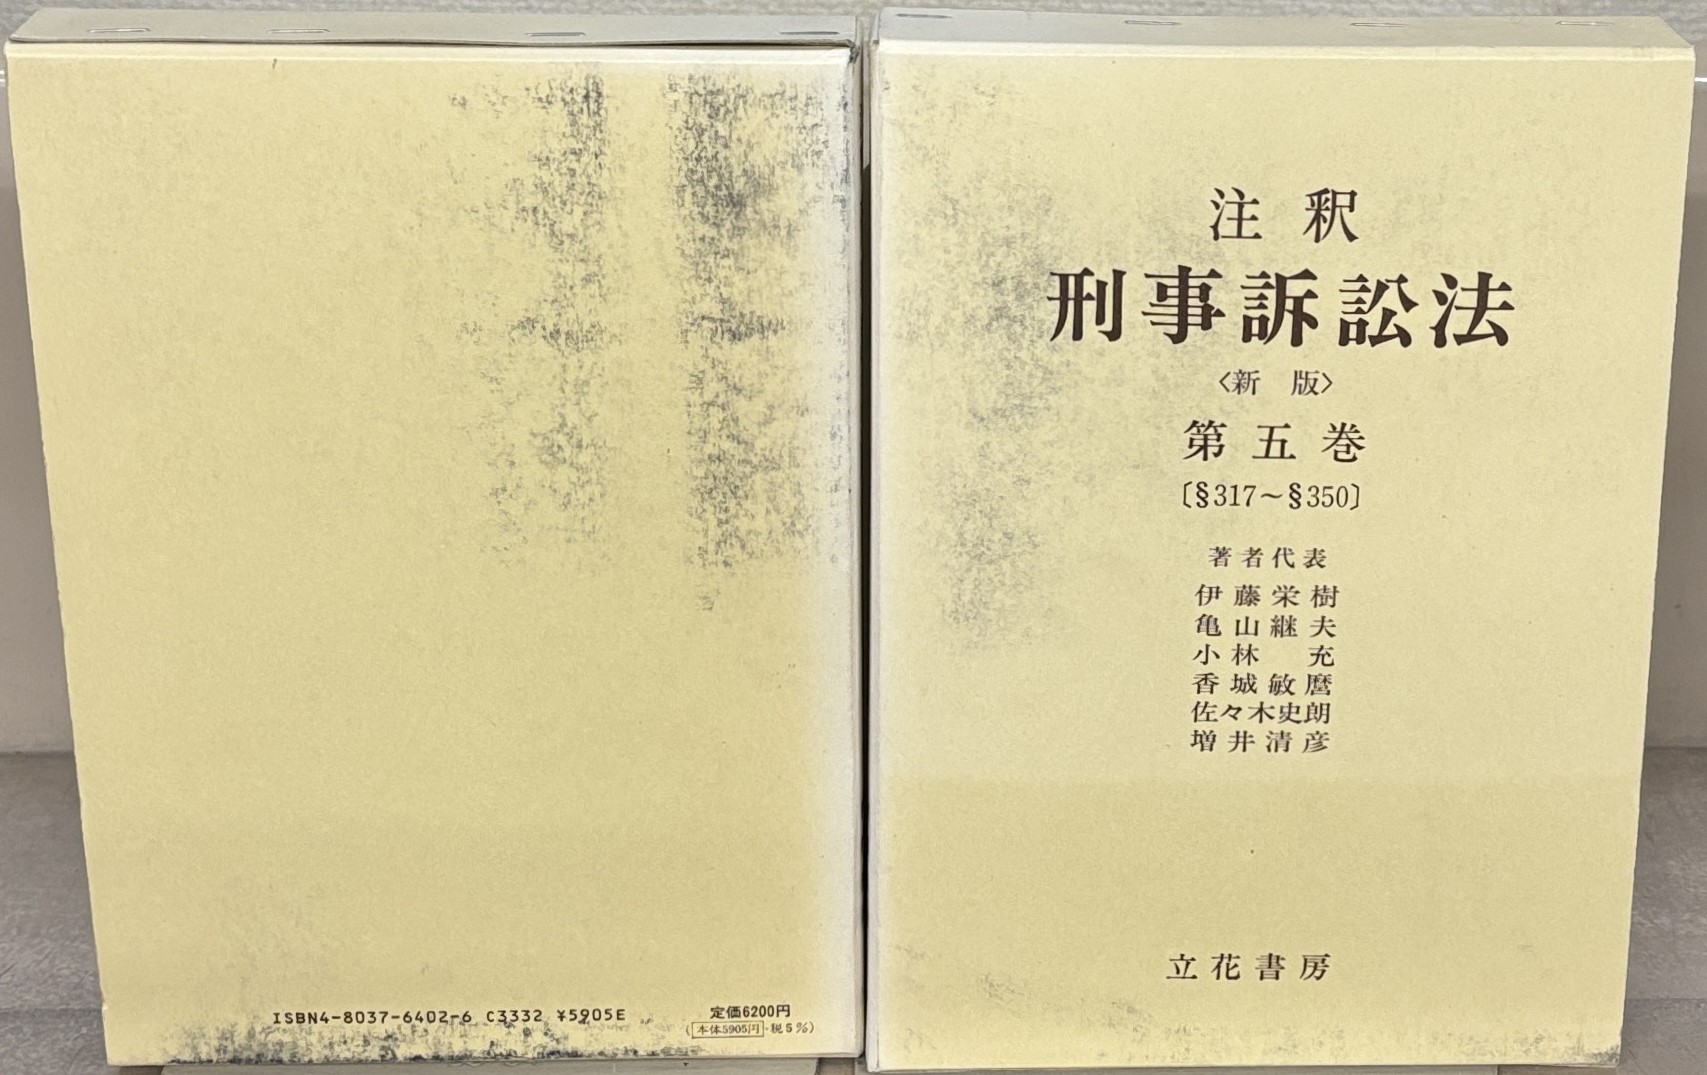 ISBN4-8037-6402-6 C3332 ¥5905E
定価6200円
(本体5905円・税5%)
注釈
刑事訴訟法
〈新 版〉
第五巻
〔§317～§350〕
著者代表
伊藤栄樹
亀山継夫
小林 充
香城敏麿
佐々木史朗
増井清彦
立花書房